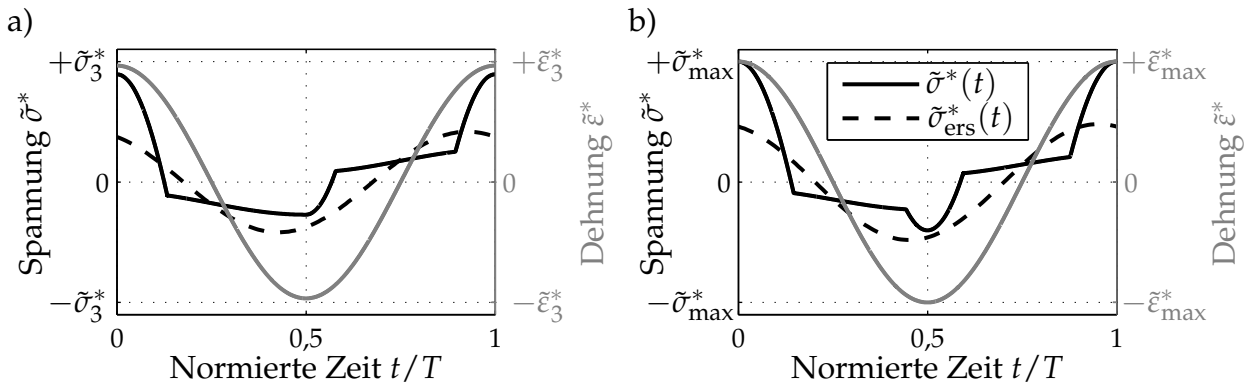 a)
+σ̃*₃
0
−σ̃*₃
Spannung σ̃*
+ε̃*₃
0
−ε̃*₃
Dehnung ε̃*
0
0,5
1
Normierte Zeit t/T
b)
+σ̃*max
0
−σ̃*max
Spannung σ̃*
σ̃*(t)
σ̃*ers(t)
+ε̃*max
0
−ε̃*max
Dehnung ε̃*
0
0,5
1
Normierte Zeit t/T